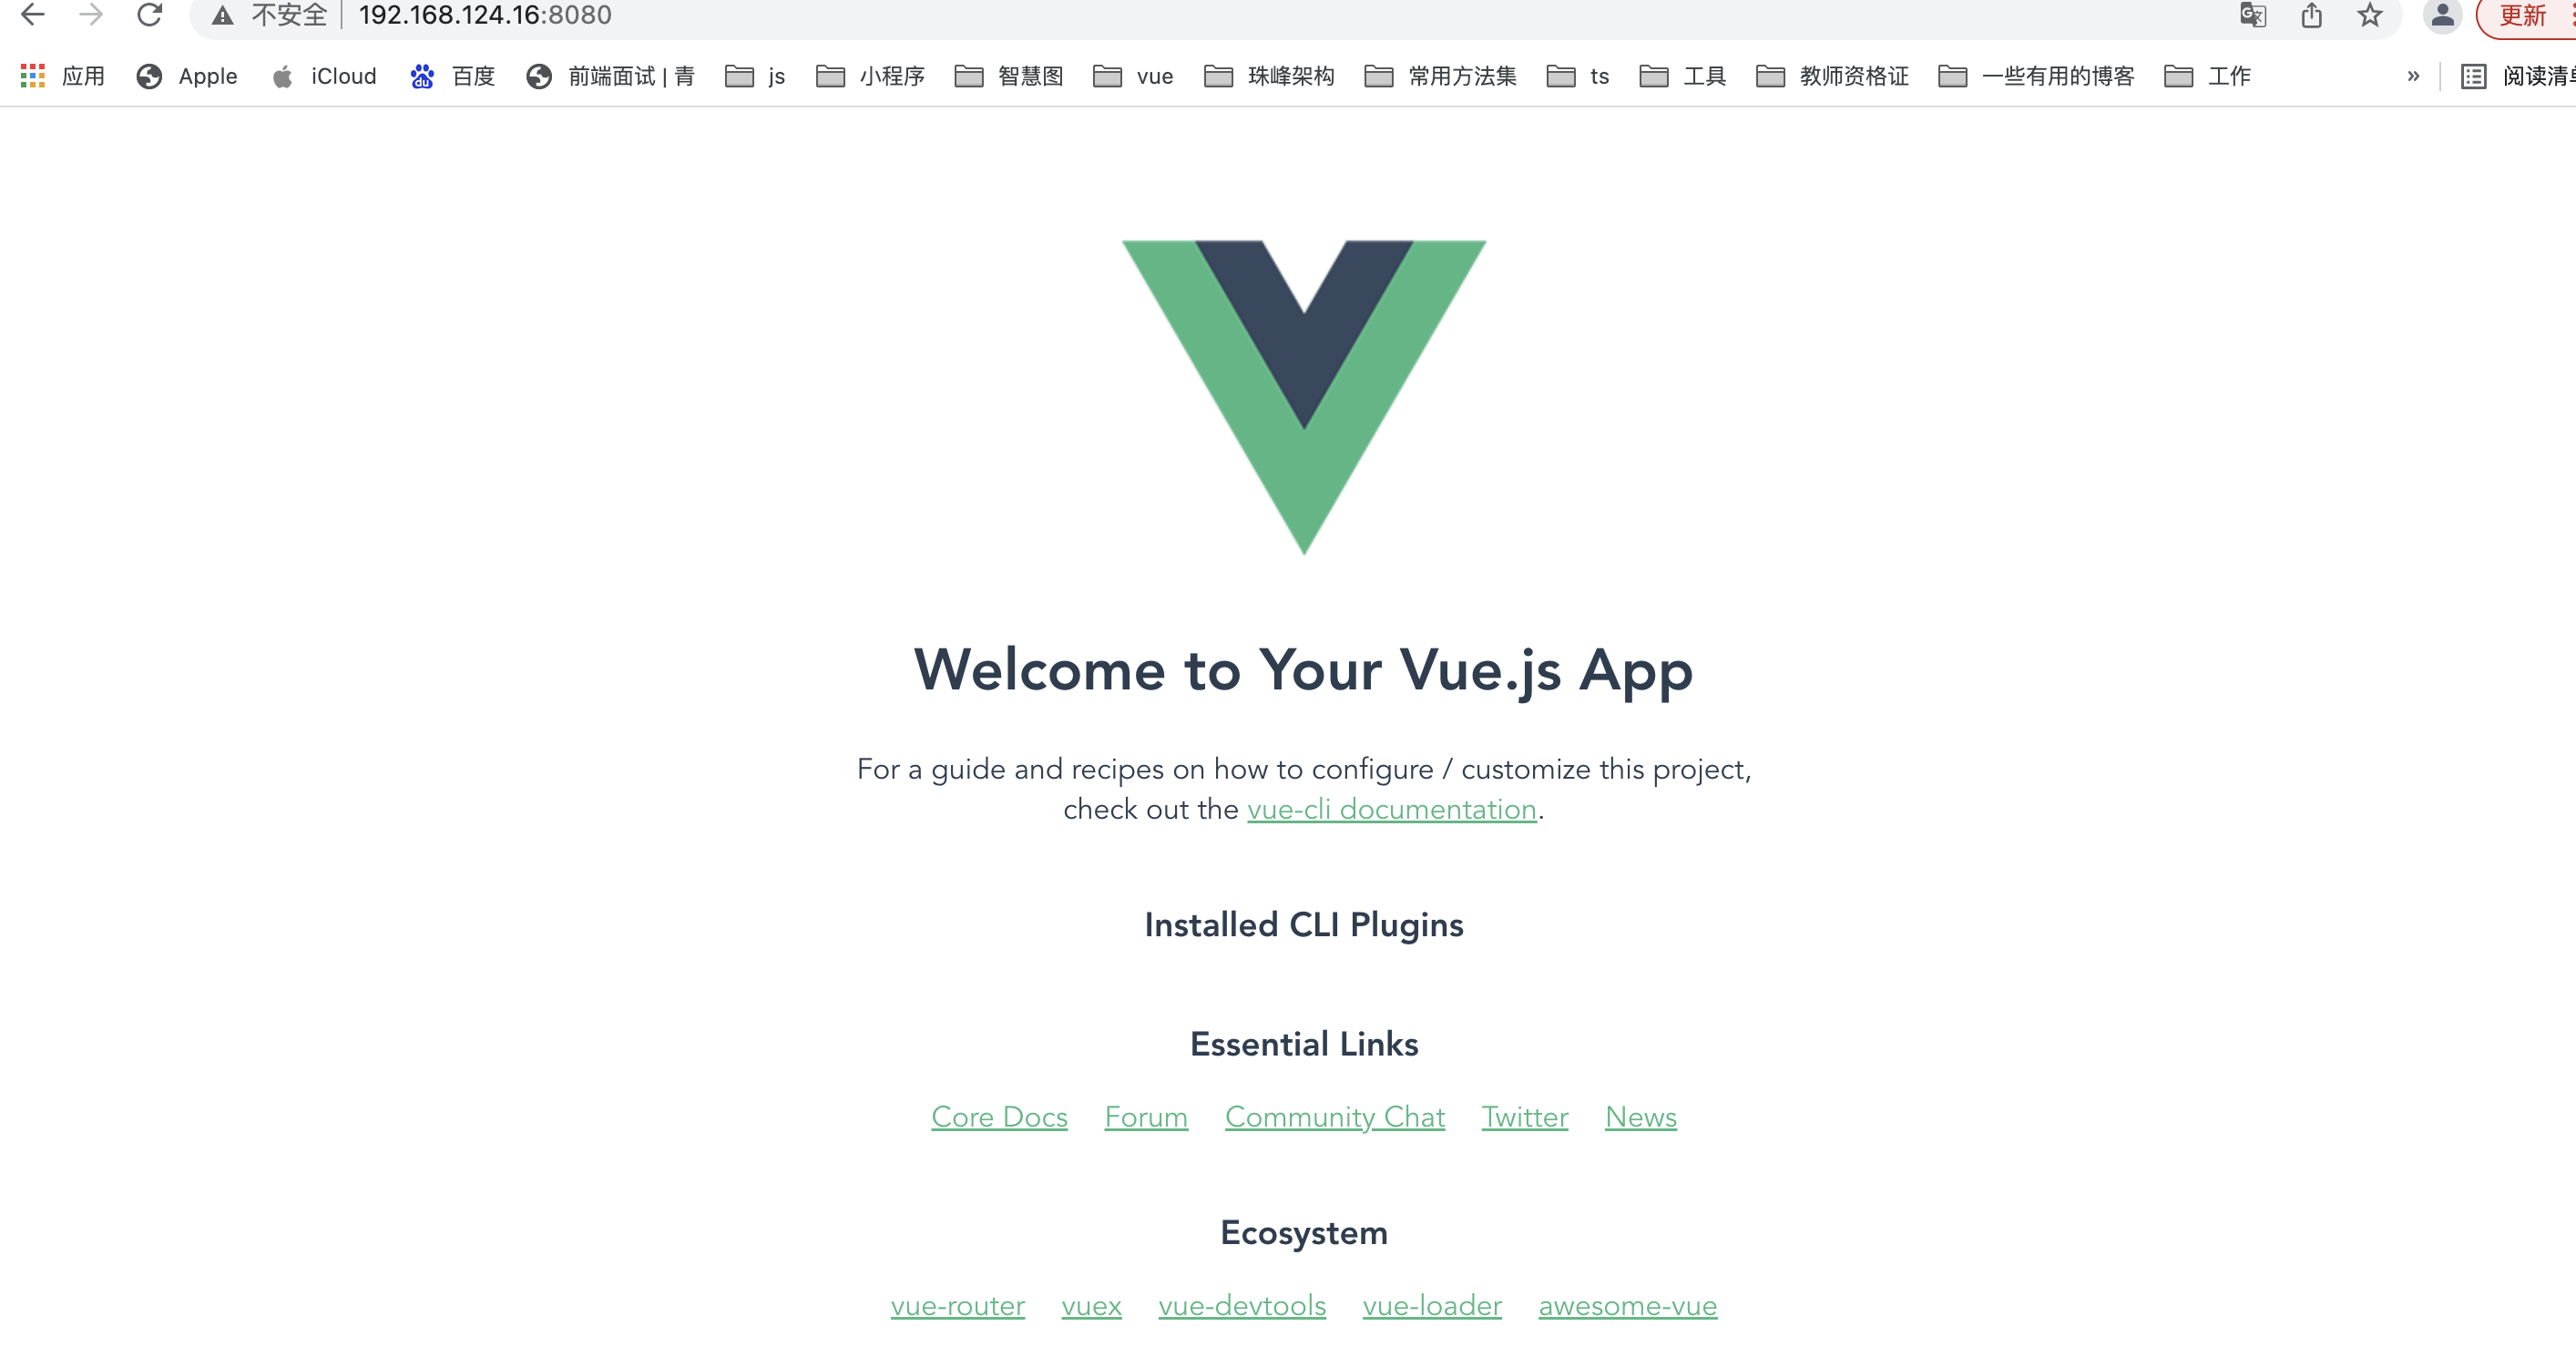 不安全 192.168.124.16:8080 更新
应用 Apple iCloud 百度 前端面试 | 青 js 小程序 智慧图 vue 珠峰架构 常用方法集 ts 工具 教师资格证 一些有用的博客 工作 » 阅读清单
Welcome to Your Vue.js App
For a guide and recipes on how to configure / customize this project,
check out the vue-cli documentation.
Installed CLI Plugins
Essential Links
Core Docs Forum Community Chat Twitter News
Ecosystem
vue-router vuex vue-devtools vue-loader awesome-vue